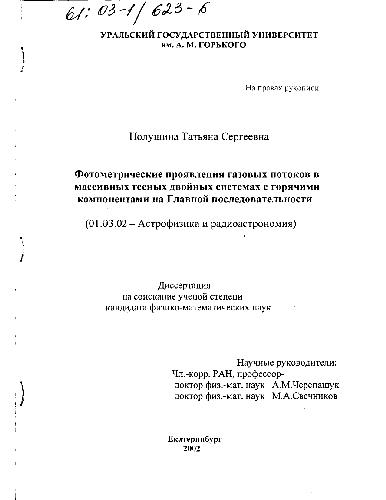 61: 03-1/623-6
УРАЛЬСКИЙ ГОСУДАРСТВЕННЫЙ УНИВЕРСИТЕТ
им. А. М. ГОРЬКОГО
На правах рукописи
Полушина Татьяна Сергеевна
Фотометрические проявления газовых потоков в
массивных тесных двойных системах с горячими
компонентами на Главной последовательности
(01.03.02 – Астрофизика и радиоастрономия)
Диссертация
на соискание ученой степени
кандидата физико-математических наук
Научные руководители:
Чл.-корр. РАН, профессор-
доктор физ.-мат. наук А.М.Черепащук
доктор физ.-мат. наук М.А.Свечников
Екатеринбург
2002